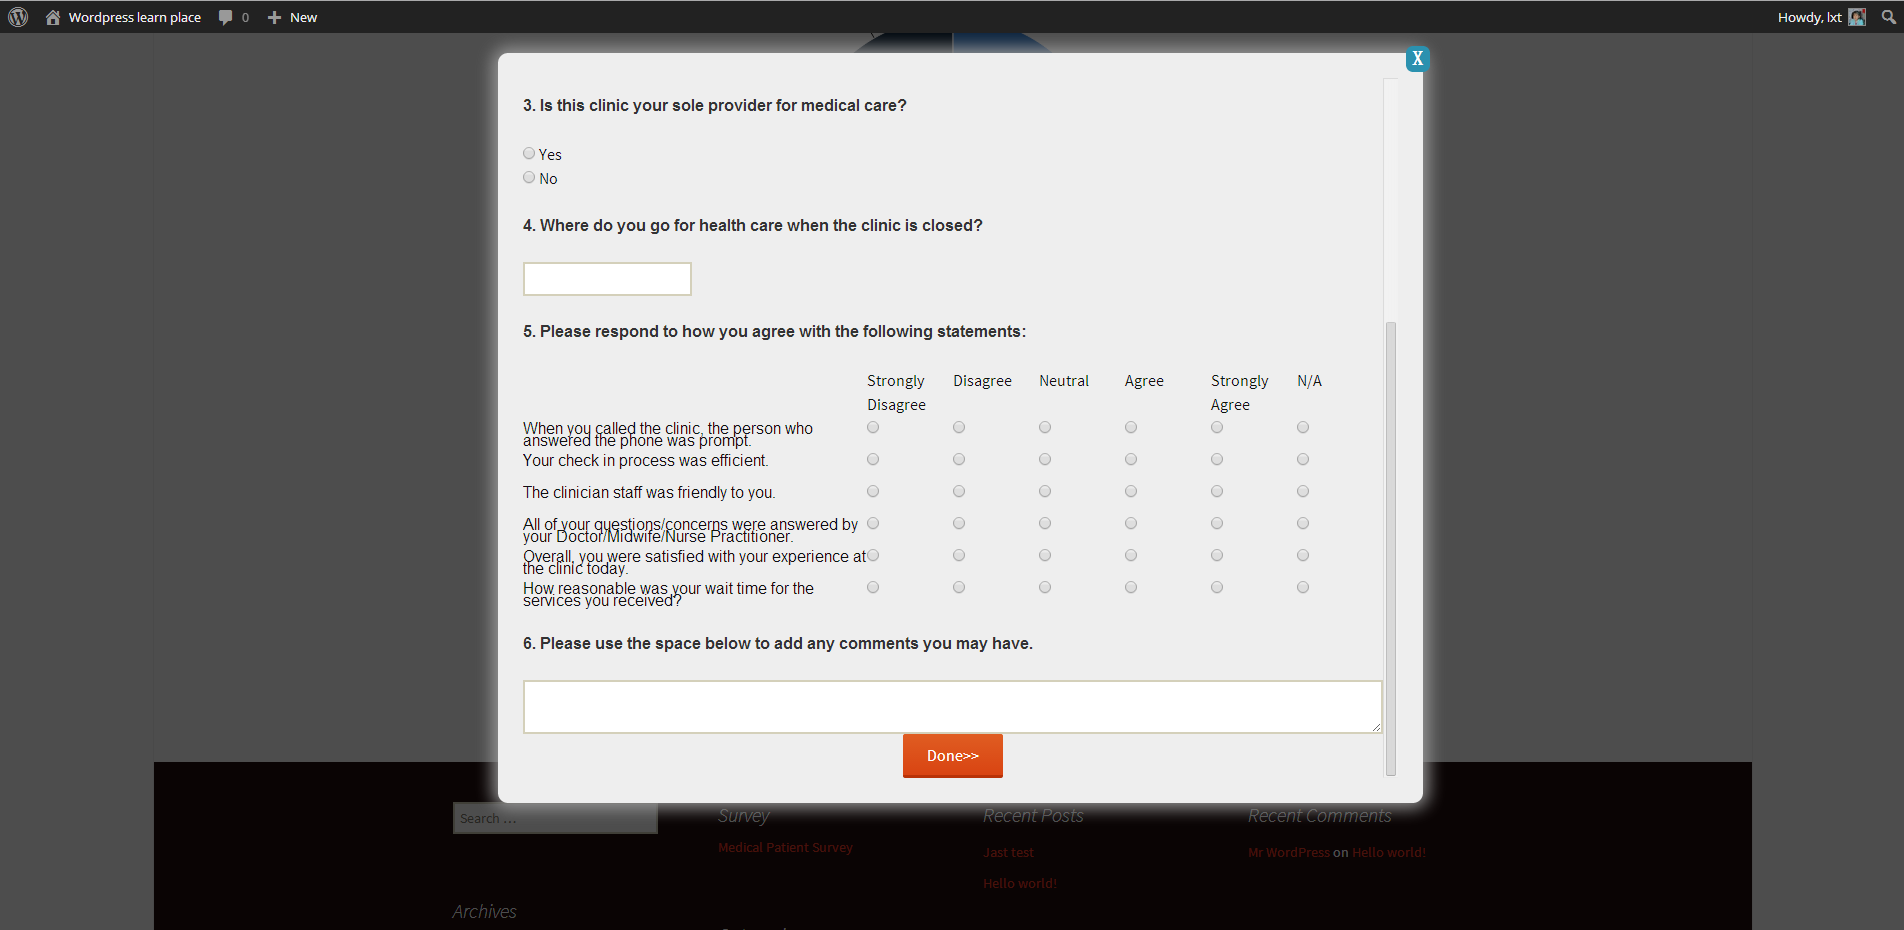 Wordpress learn place 0 New Howdy, lxt
X
3. Is this clinic your sole provider for medical care?
Yes
No
4. Where do you go for health care when the clinic is closed?
5. Please respond to how you agree with the following statements:
Strongly Disagree Neutral Agree Strongly N/A
Disagree Agree
When you called the clinic, the person who
answered the phone was prompt.
Your check in process was efficient.
The clinician staff was friendly to you.
All of your questions/concerns were answered by
your Doctor/Midwife/Nurse Practitioner.
Overall, you were satisfied with your experience at
the clinic today.
How reasonable was your wait time for the
services you received?
6. Please use the space below to add any comments you may have.
Done>>
Search ... Survey Recent Posts Recent Comments
Medical Patient Survey Jast test Mr WordPress on Hello world!
Hello world!
Archives